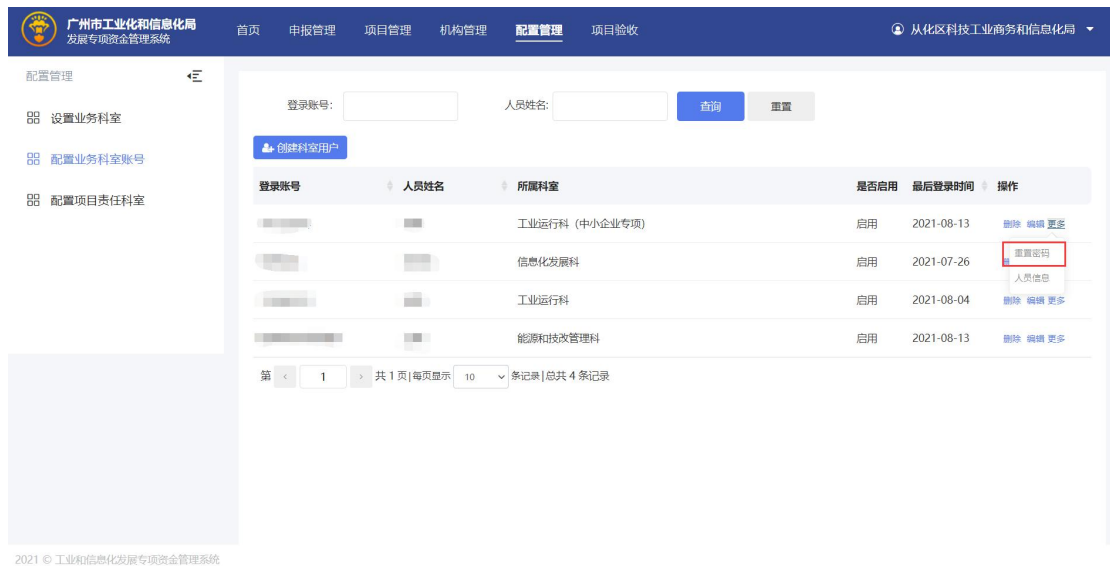 广州市工业化和信息化局
发展专项资金管理系统
首页 申报管理 项目管理 机构管理 配置管理 项目验收
从化区科技工业商务和信息化局
配置管理
设置业务科室
配置业务科室账号
配置项目责任科室
登录账号: 人员姓名: 查询 重置
创建科室用户
登录账号 人员姓名 所属科室 是否启用 最后登录时间 操作
工业运行科（中小企业专项） 启用 2021-08-13 删除 编辑 更多
重置密码
人员信息
信息化发展科 启用 2021-07-26
工业运行科 启用 2021-08-04 删除 编辑 更多
能源和技改管理科 启用 2021-08-13 删除 编辑 更多
第 1 共 1 页|每页显示 10 条记录|总共 4 条记录
2021 © 工业和信息化发展专项资金管理系统